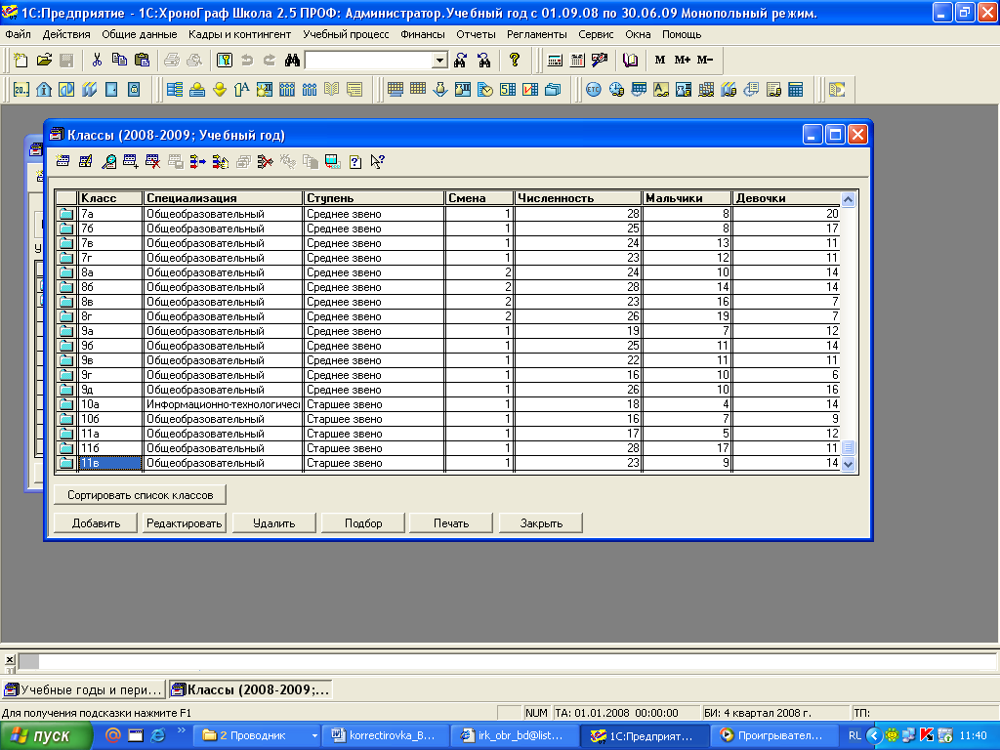 1С:Предприятие - 1С:ХроноГраф Школа 2.5 ПРОФ: Администратор.Учебный год с 01.09.08 по 30.06.09 Монопольный режим.
Файл Действия Общие данные Кадры и контингент Учебный процесс Финансы Отчеты Регламенты Сервис Окна Помощь
M M+ M−
Классы (2008-2009; Учебный год)
Класс Специализация Ступень Смена Численность Мальчики Девочки
7а Общеобразовательный Среднее звено 1 28 8 20
7б Общеобразовательный Среднее звено 1 25 8 17
7в Общеобразовательный Среднее звено 1 24 13 11
7г Общеобразовательный Среднее звено 1 23 12 11
8а Общеобразовательный Среднее звено 2 24 10 14
8б Общеобразовательный Среднее звено 2 28 14 14
8в Общеобразовательный Среднее звено 2 23 16 7
8г Общеобразовательный Среднее звено 2 26 19 7
9а Общеобразовательный Среднее звено 1 19 7 12
9б Общеобразовательный Среднее звено 1 25 11 14
9в Общеобразовательный Среднее звено 1 22 11 11
9г Общеобразовательный Среднее звено 1 16 10 6
9д Общеобразовательный Среднее звено 1 26 10 16
10а Информационно-технологичесі Старшее звено 1 18 4 14
10б Общеобразовательный Старшее звено 1 16 7 9
11а Общеобразовательный Старшее звено 1 17 5 12
11б Общеобразовательный Старшее звено 1 28 17 11
11в Общеобразовательный Старшее звено 1 23 9 14
Сортировать список классов
Добавить Редактировать Удалить Подбор Печать Закрыть
Учебные годы и пери... Классы (2008-2009;...
Для получения подсказки нажмите F1 NUM TA: 01.01.2008 00:00:00 БИ: 4 квартал 2008 г. ТП:
пуск 2 Проводник korrectirovka_B... irk_obr_bd@list... 1С:Предприят... Проигрывател... RL 11:40